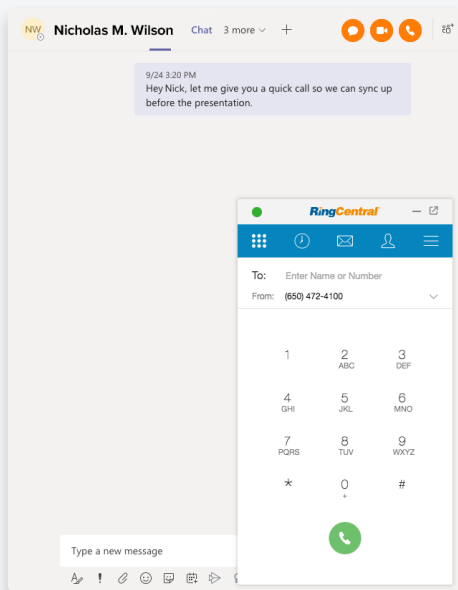 NW
Nicholas M. Wilson Chat 3 more
9/24 3:20 PM
Hey Nick, let me give you a quick call so we can sync up
before the presentation.
RingCentral
To: Enter Name or Number
From: (650) 472-4100
1 2 3
ABC DEF
4 5 6
GHI JKL MNO
7 8 9
PQRS TUV WXYZ
* 0 #
+
Type a new message